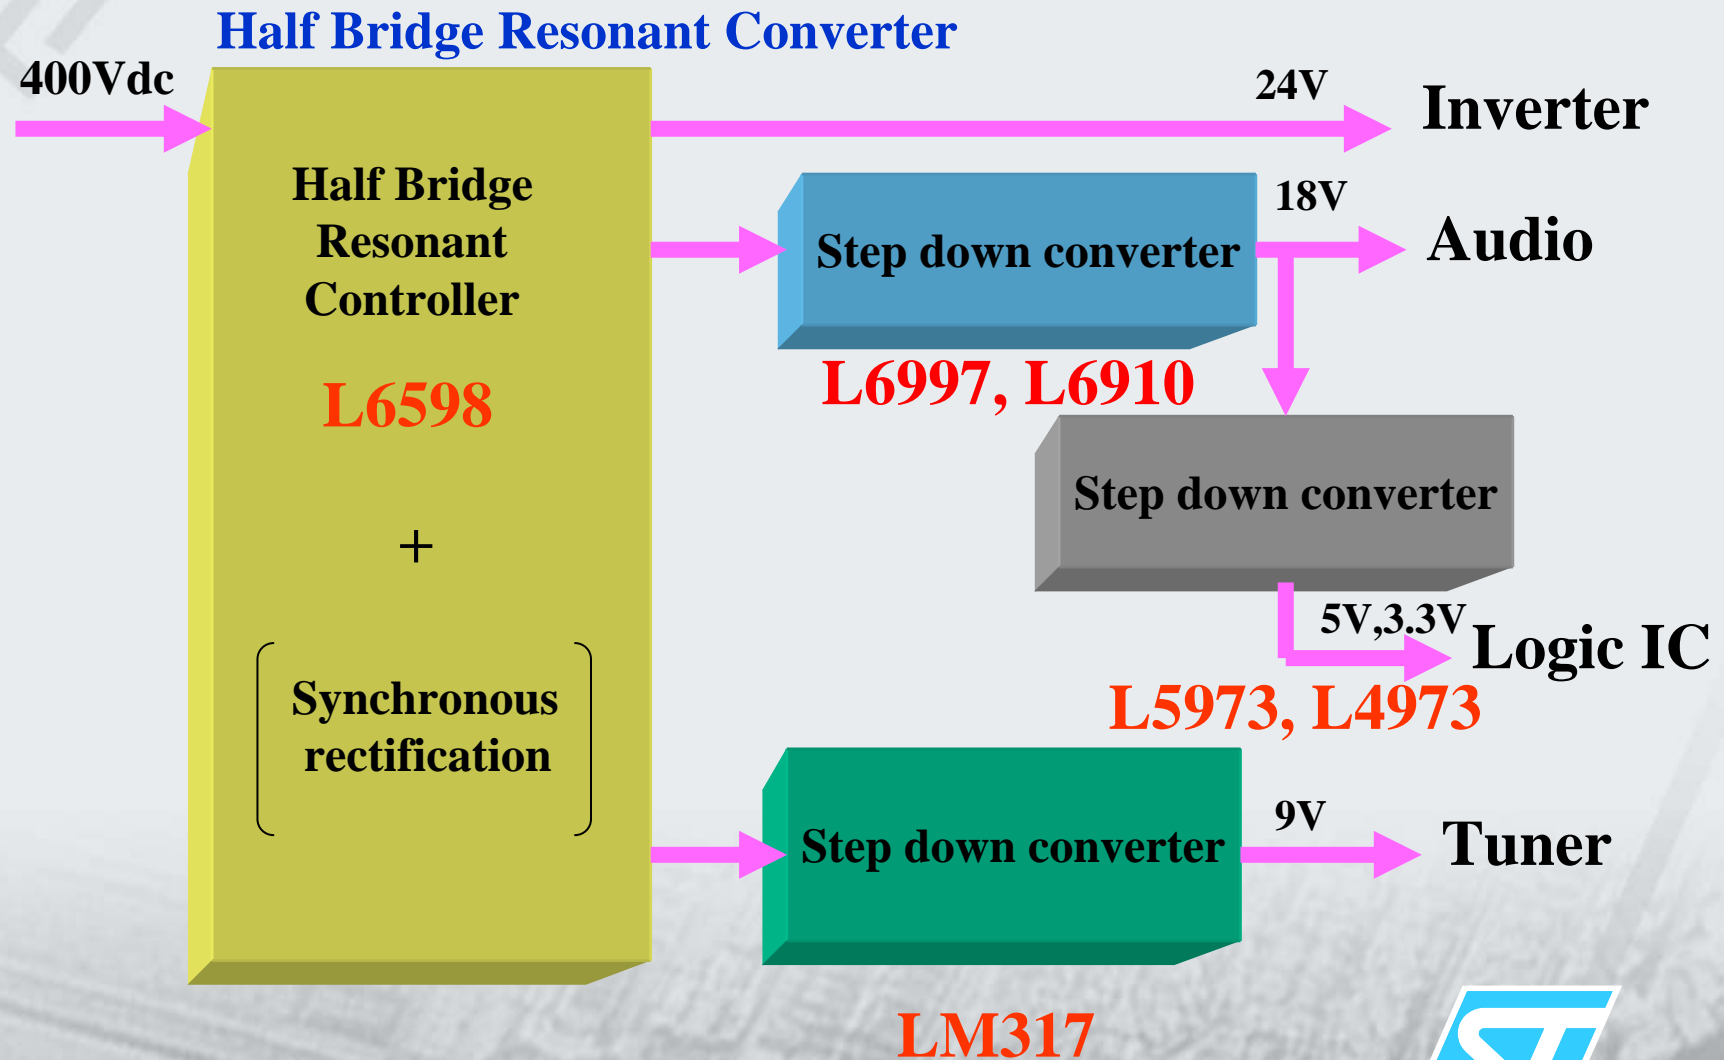 Half Bridge Resonant Converter
400Vdc
24V
Inverter
Half Bridge
Resonant
Controller
L6598
+
Synchronous
rectification
Step down converter
18V
Audio
L6997, L6910
Step down converter
5V,3.3V
Logic IC
L5973, L4973
Step down converter
9V
Tuner
LM317
ST